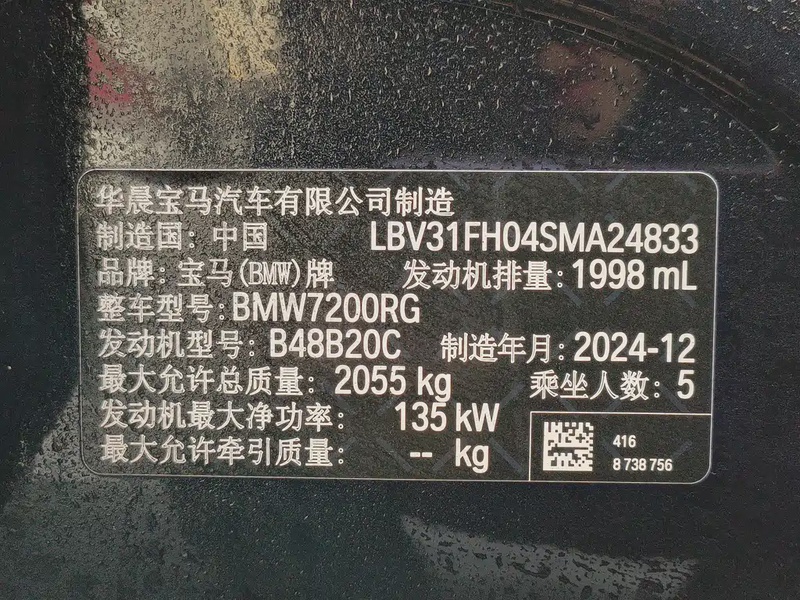 华晨宝马汽车有限公司制造
制造国：中国 LBV31FH04SMA24833
品牌：宝马(BMW)牌 发动机排量：1998 mL
整车型号：BMW7200RG
发动机型号：B48B20C 制造年月：2024-12
最大允许总质量：2055 kg 乘坐人数：5
发动机最大净功率： 135 kW
最大允许牵引质量： -- kg
416
8 738 756